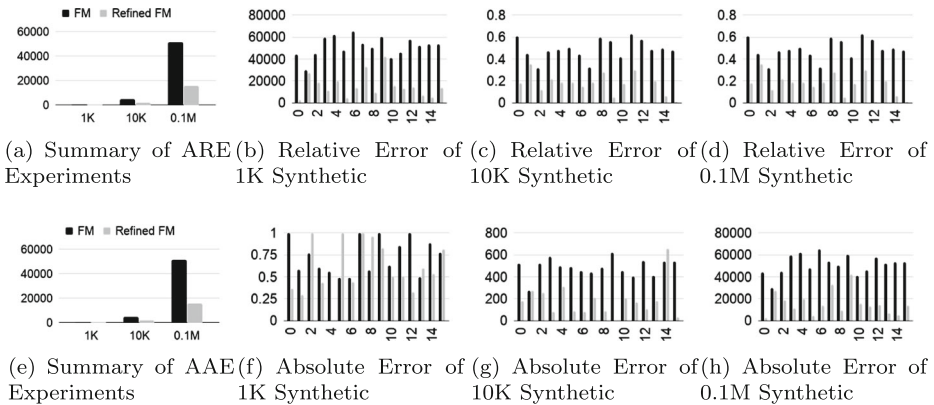 FM Refined FM
60000
40000
20000
0
1K 10K 0.1M
80000
60000
40000
20000
0
0 2 4 6 8 10 12 14
0.8
0.6
0.4
0.2
0
0 2 4 6 8 10 12 14
0.8
0.6
0.4
0.2
0
0 2 4 6 8 10 12 14
(a) Summary of ARE Experiments
(b) Relative Error of 1K Synthetic
(c) Relative Error of 10K Synthetic
(d) Relative Error of 0.1M Synthetic
FM Refined FM
60000
40000
20000
0
1K 10K 0.1M
1
0.75
0.5
0.25
0
0 2 4 6 8 10 12 14
800
600
400
200
0
0 2 4 6 8 10 12 14
80000
60000
40000
20000
0
0 2 4 6 8 10 12 14
(e) Summary of AAE Experiments
(f) Absolute Error of 1K Synthetic
(g) Absolute Error of 10K Synthetic
(h) Absolute Error of 0.1M Synthetic